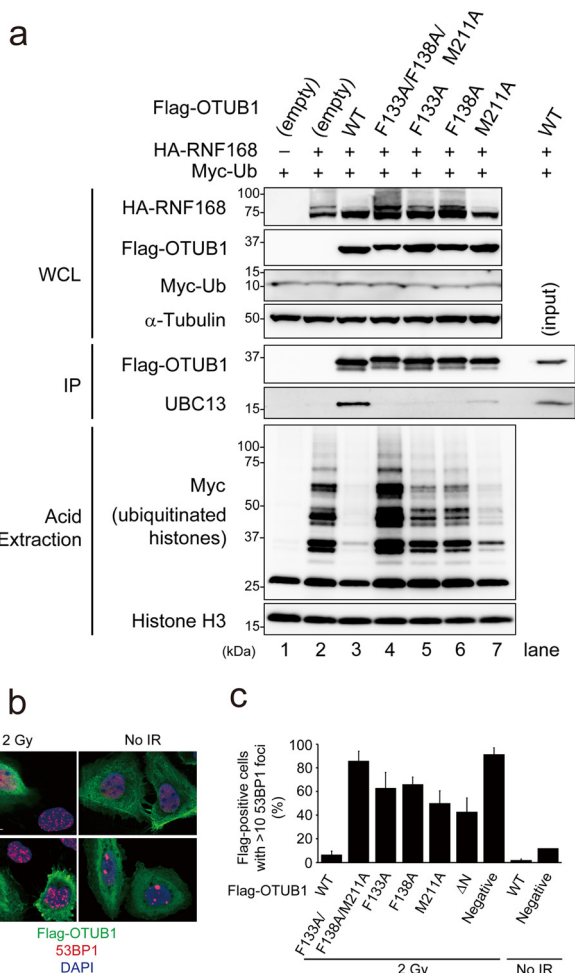 a
Flag-OTUB1
(empty)
(empty)
WT
F133A/F138A/
M211A
F133A
F138A
M211A
WT
HA-RNF168 – + + + + + + +
Myc-Ub + + + + + + + +
WCL
HA-RNF168
100
75
Flag-OTUB1
37
Myc-Ub
15
10
α-Tubulin
50
(input)
IP
Flag-OTUB1
37
UBC13
15
Acid
Extraction
Myc
(ubiquitinated
histones)
100
75
50
37
25
Histone H3
15
(kDa) 1 2 3 4 5 6 7 lane
b
2 Gy No IR
Flag-OTUB1
53BP1
DAPI
c
Flag-positive cells
with >10 53BP1 foci
(%)
100
80
60
40
20
0
Flag-OTUB1
WT
F133A/
F138A/M211A
F133A
F138A
M211A
ΔN
Negative
WT
Negative
2 Gy No IR